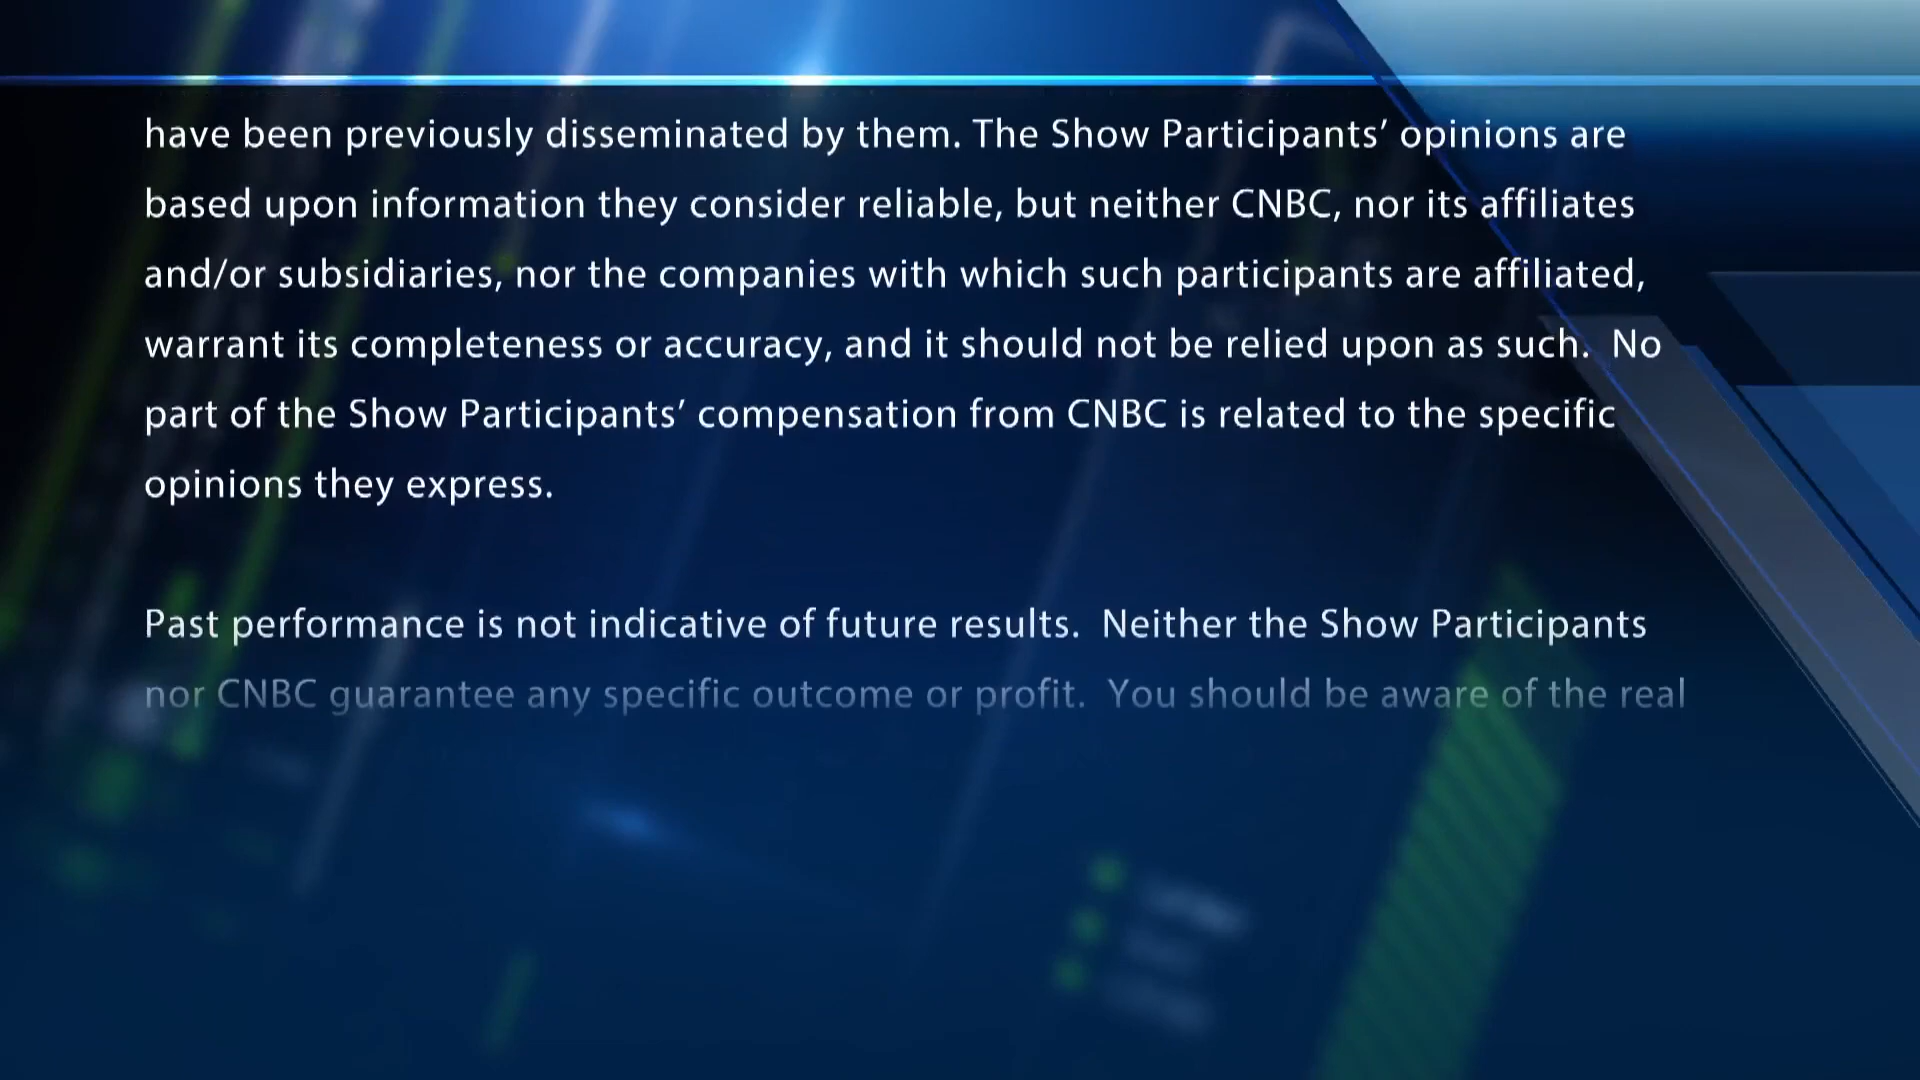 have been previously disseminated by them. The Show Participants’ opinions are
based upon information they consider reliable, but neither CNBC, nor its affiliates
and/or subsidiaries, nor the companies with which such participants are affiliated,
warrant its completeness or accuracy, and it should not be relied upon as such.  No
part of the Show Participants’ compensation from CNBC is related to the specific
opinions they express.
Past performance is not indicative of future results.  Neither the Show Participants
nor CNBC guarantee any specific outcome or profit.  You should be aware of the real